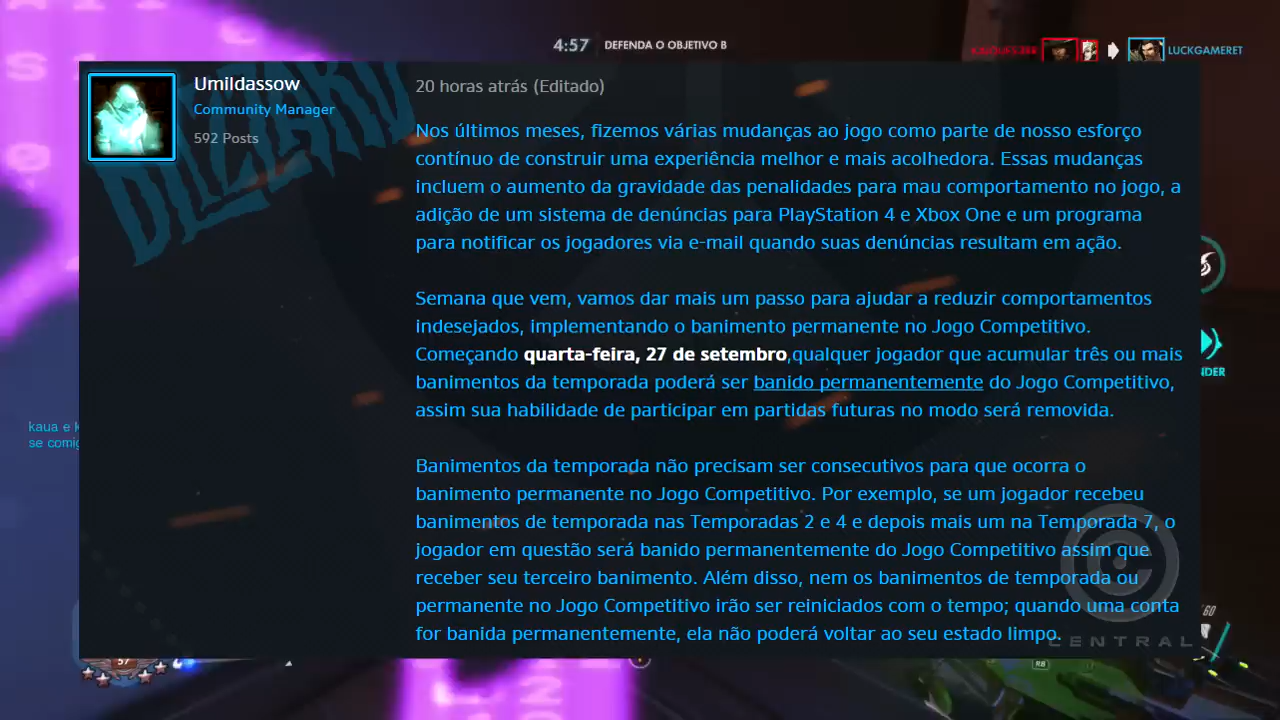 4:57 DEFENDA O OBJETIVO B
LUCKGAMERET
BLIZZARD
Umildassow
Community Manager
592 Posts
20 horas atrás (Editado)
Nos últimos meses, fizemos várias mudanças ao jogo como parte de nosso esforço
contínuo de construir uma experiência melhor e mais acolhedora. Essas mudanças
incluem o aumento da gravidade das penalidades para mau comportamento no jogo, a
adição de um sistema de denúncias para PlayStation 4 e Xbox One e um programa
para notificar os jogadores via e-mail quando suas denúncias resultam em ação.
Semana que vem, vamos dar mais um passo para ajudar a reduzir comportamentos
indesejados, implementando o banimento permanente no Jogo Competitivo.
Começando quarta-feira, 27 de setembro,qualquer jogador que acumular três ou mais
banimentos da temporada poderá ser banido permanentemente do Jogo Competitivo,
assim sua habilidade de participar em partidas futuras no modo será removida.
Banimentos da temporada não precisam ser consecutivos para que ocorra o
banimento permanente no Jogo Competitivo. Por exemplo, se um jogador recebeu
banimentos de temporada nas Temporadas 2 e 4 e depois mais um na Temporada 7, o
jogador em questão será banido permanentemente do Jogo Competitivo assim que
receber seu terceiro banimento. Além disso, nem os banimentos de temporada ou
permanente no Jogo Competitivo irão ser reiniciados com o tempo; quando uma conta
for banida permanentemente, ela não poderá voltar ao seu estado limpo.
kaua e k
se comig
NDER
CENTRAL
57
RB
60